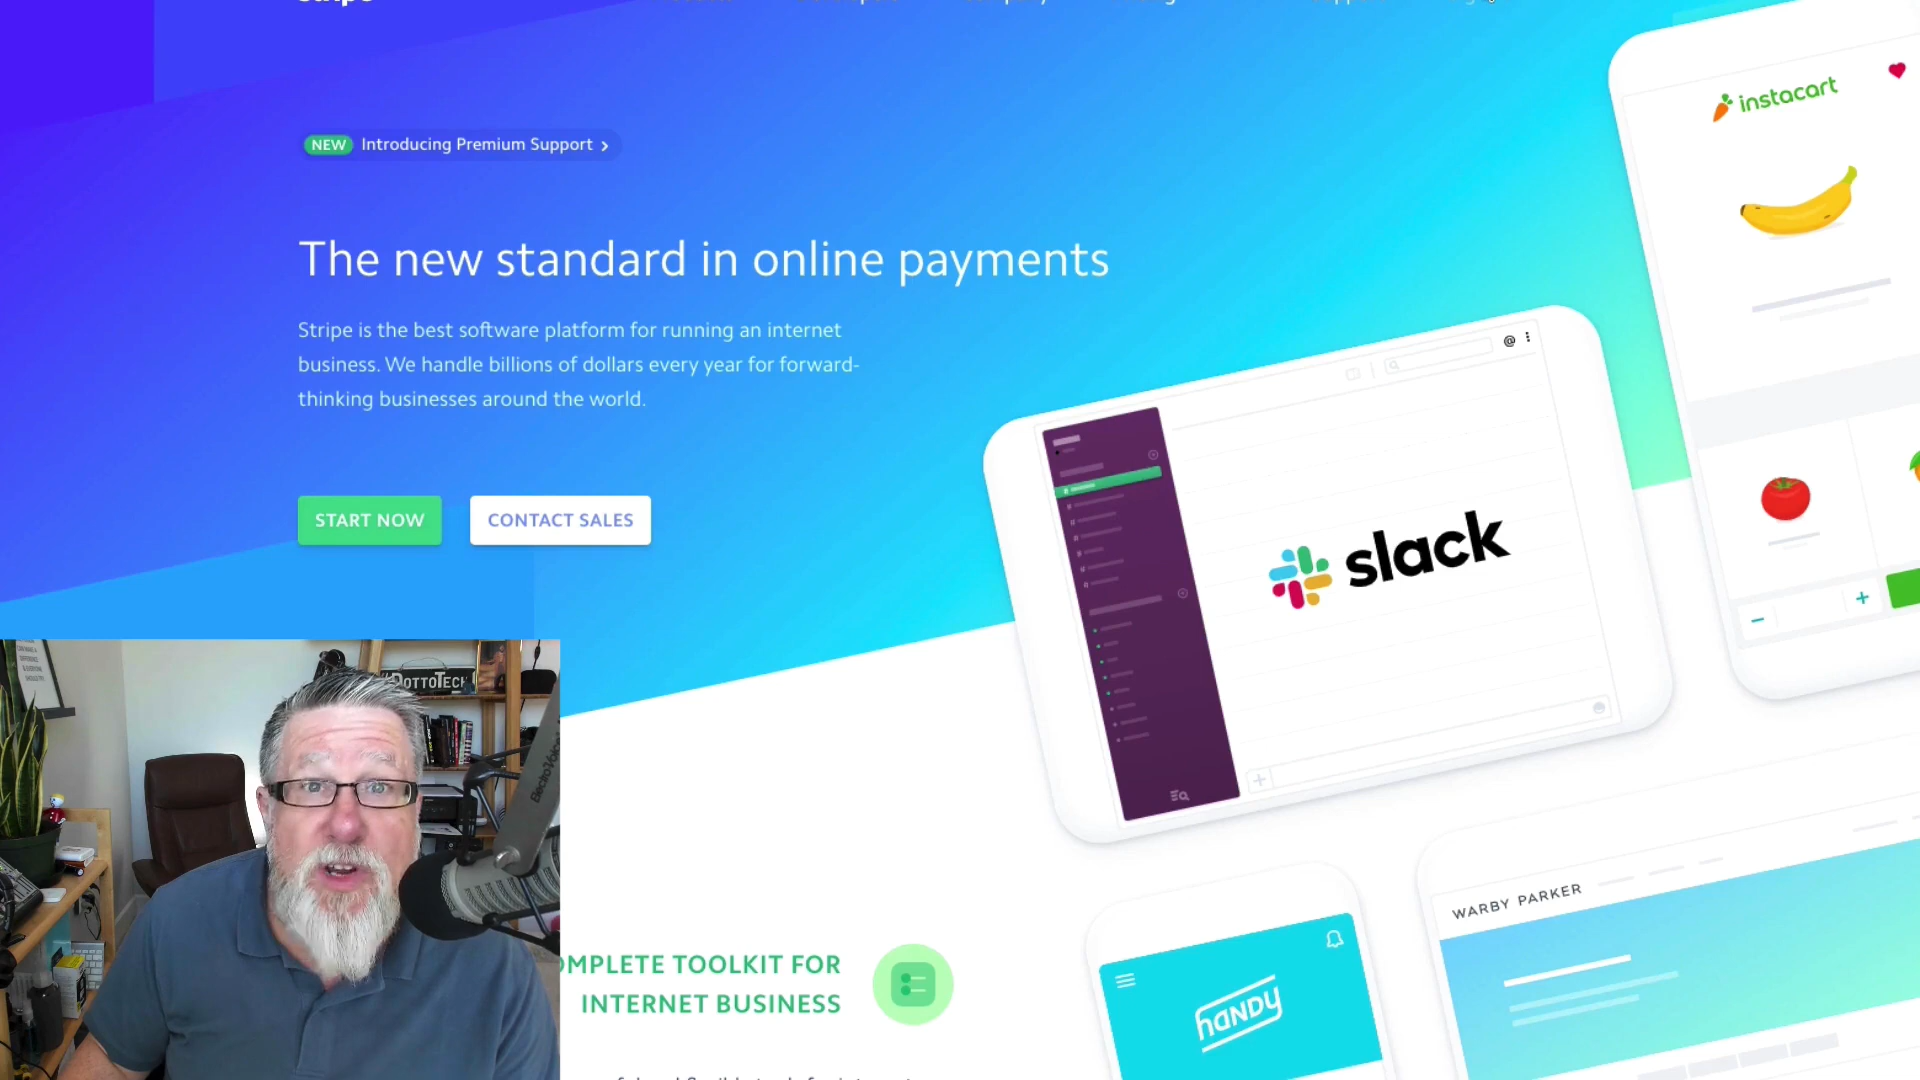 NEW Introducing Premium Support
The new standard in online payments
Stripe is the best software platform for running an internet
business. We handle billions of dollars every year for forward-
thinking businesses around the world.
START NOW
CONTACT SALES
instacart
@
slack
DOTTOTECH
WARBY PARKER
HANDY
OMPLETE TOOLKIT FOR
INTERNET BUSINESS